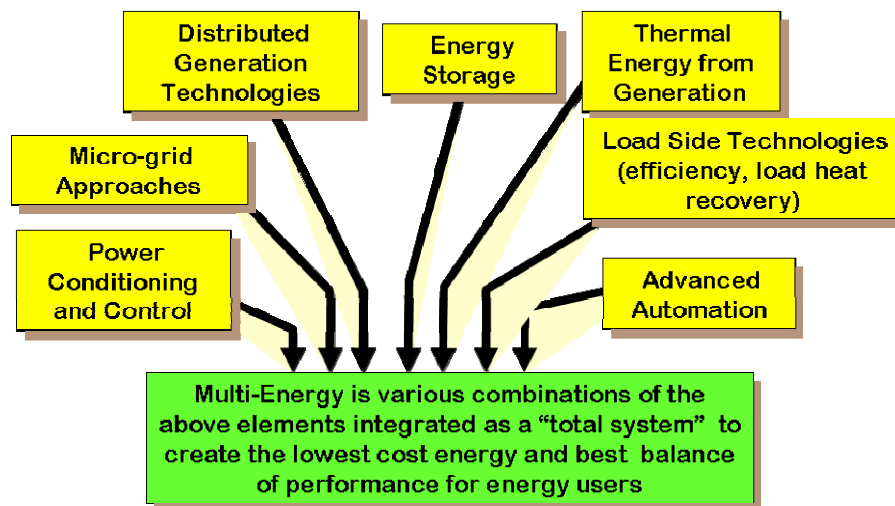 Distributed
Generation
Technologies
Energy
Storage
Thermal
Energy from
Generation
Micro-grid
Approaches
Load Side Technologies
(efficiency, load heat
recovery)
Power
Conditioning
and Control
Advanced
Automation
Multi-Energy is various combinations of the
above elements integrated as a “total system” to
create the lowest cost energy and best balance
of performance for energy users